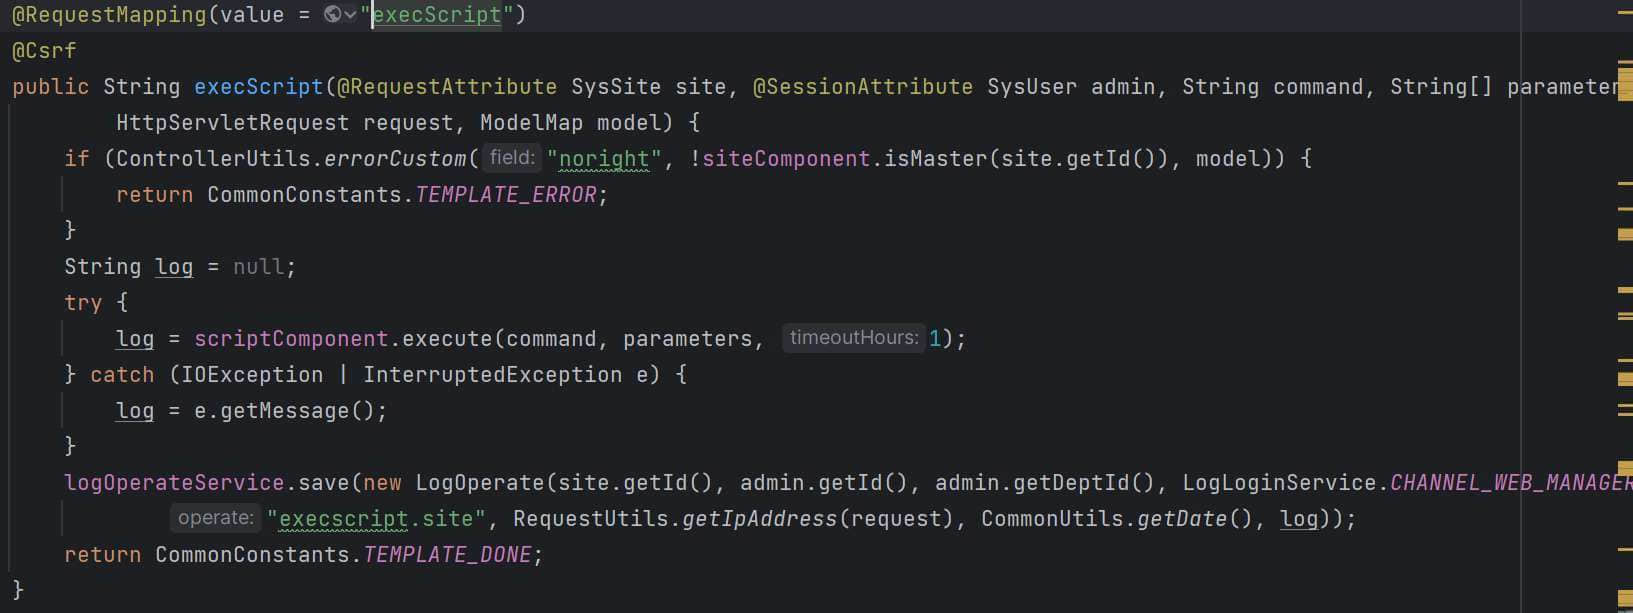 @RequestMapping(value = "execScript")
@Csrf
public String execScript(@RequestAttribute SysSite site, @SessionAttribute SysUser admin, String command, String[] parameter
HttpServletRequest request, ModelMap model) {
if (ControllerUtils.errorCustom( field: "noright", !siteComponent.isMaster(site.getId()), model)) {
return CommonConstants.TEMPLATE_ERROR;
}
String log = null;
try {
log = scriptComponent.execute(command, parameters, timeoutHours: 1);
} catch (IOException | InterruptedException e) {
log = e.getMessage();
}
logOperateService.save(new LogOperate(site.getId(), admin.getId(), admin.getDeptId(), LogLoginService.CHANNEL_WEB_MANAGER
operate: "execscript.site", RequestUtils.getIpAddress(request), CommonUtils.getDate(), log));
return CommonConstants.TEMPLATE_DONE;
}